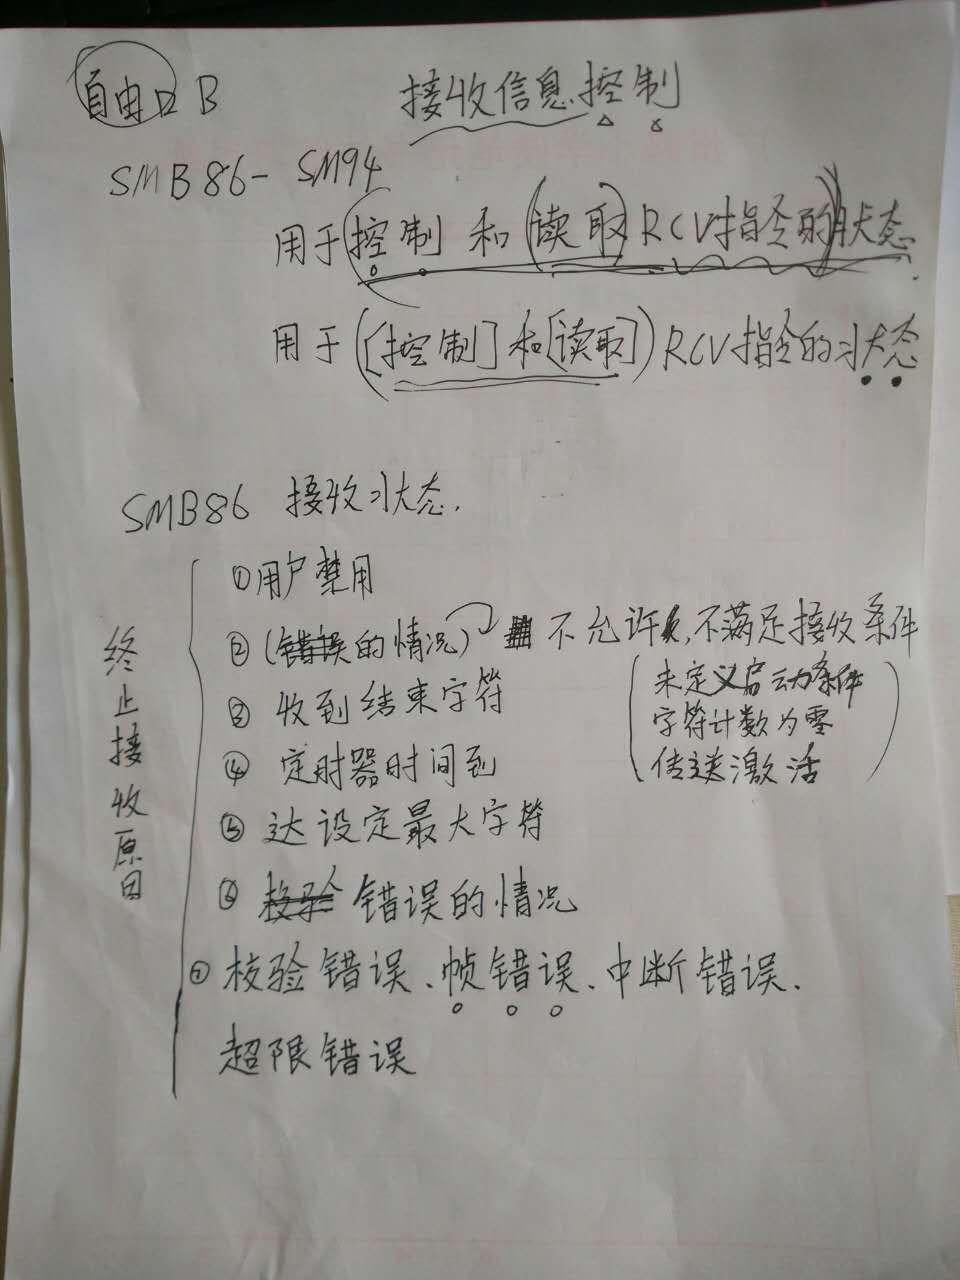 自由口B 接收信息控制
SMB86- SM94
用于(控制 和(读取)RCV指令的)状态
用于([控制]和[读取])RCV指令的状态
SMB86 接收状态.
终止接收原因
①用户禁用
②(错误的情况) 不允许,不满足接收条件
(未定义启动条件
字符计数为零
传送激活)
③收到结束字符
④定时器时间到
⑤达设定最大字符
⑥校验错误的情况
⑦校验错误、帧错误、中断错误、
超限错误